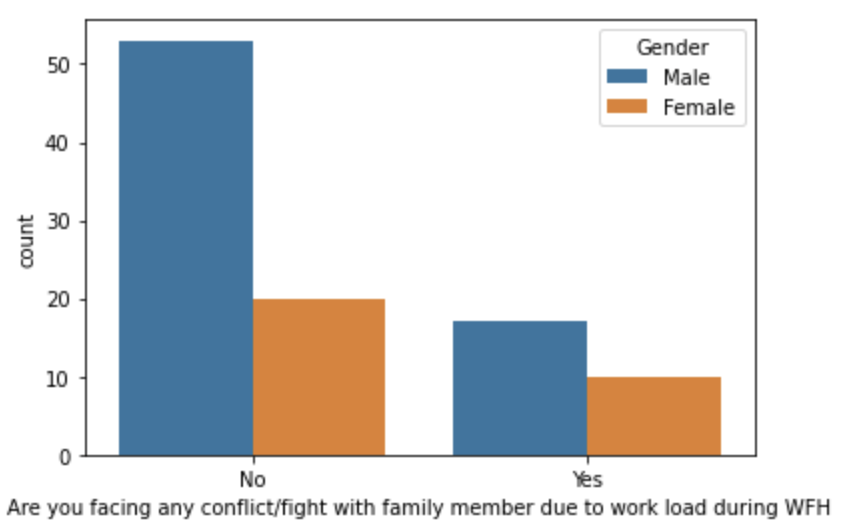 Gender
Male
Female
50
40
30
20
10
0
count
No
Yes
Are you facing any conflict/fight with family member due to work load during WFH